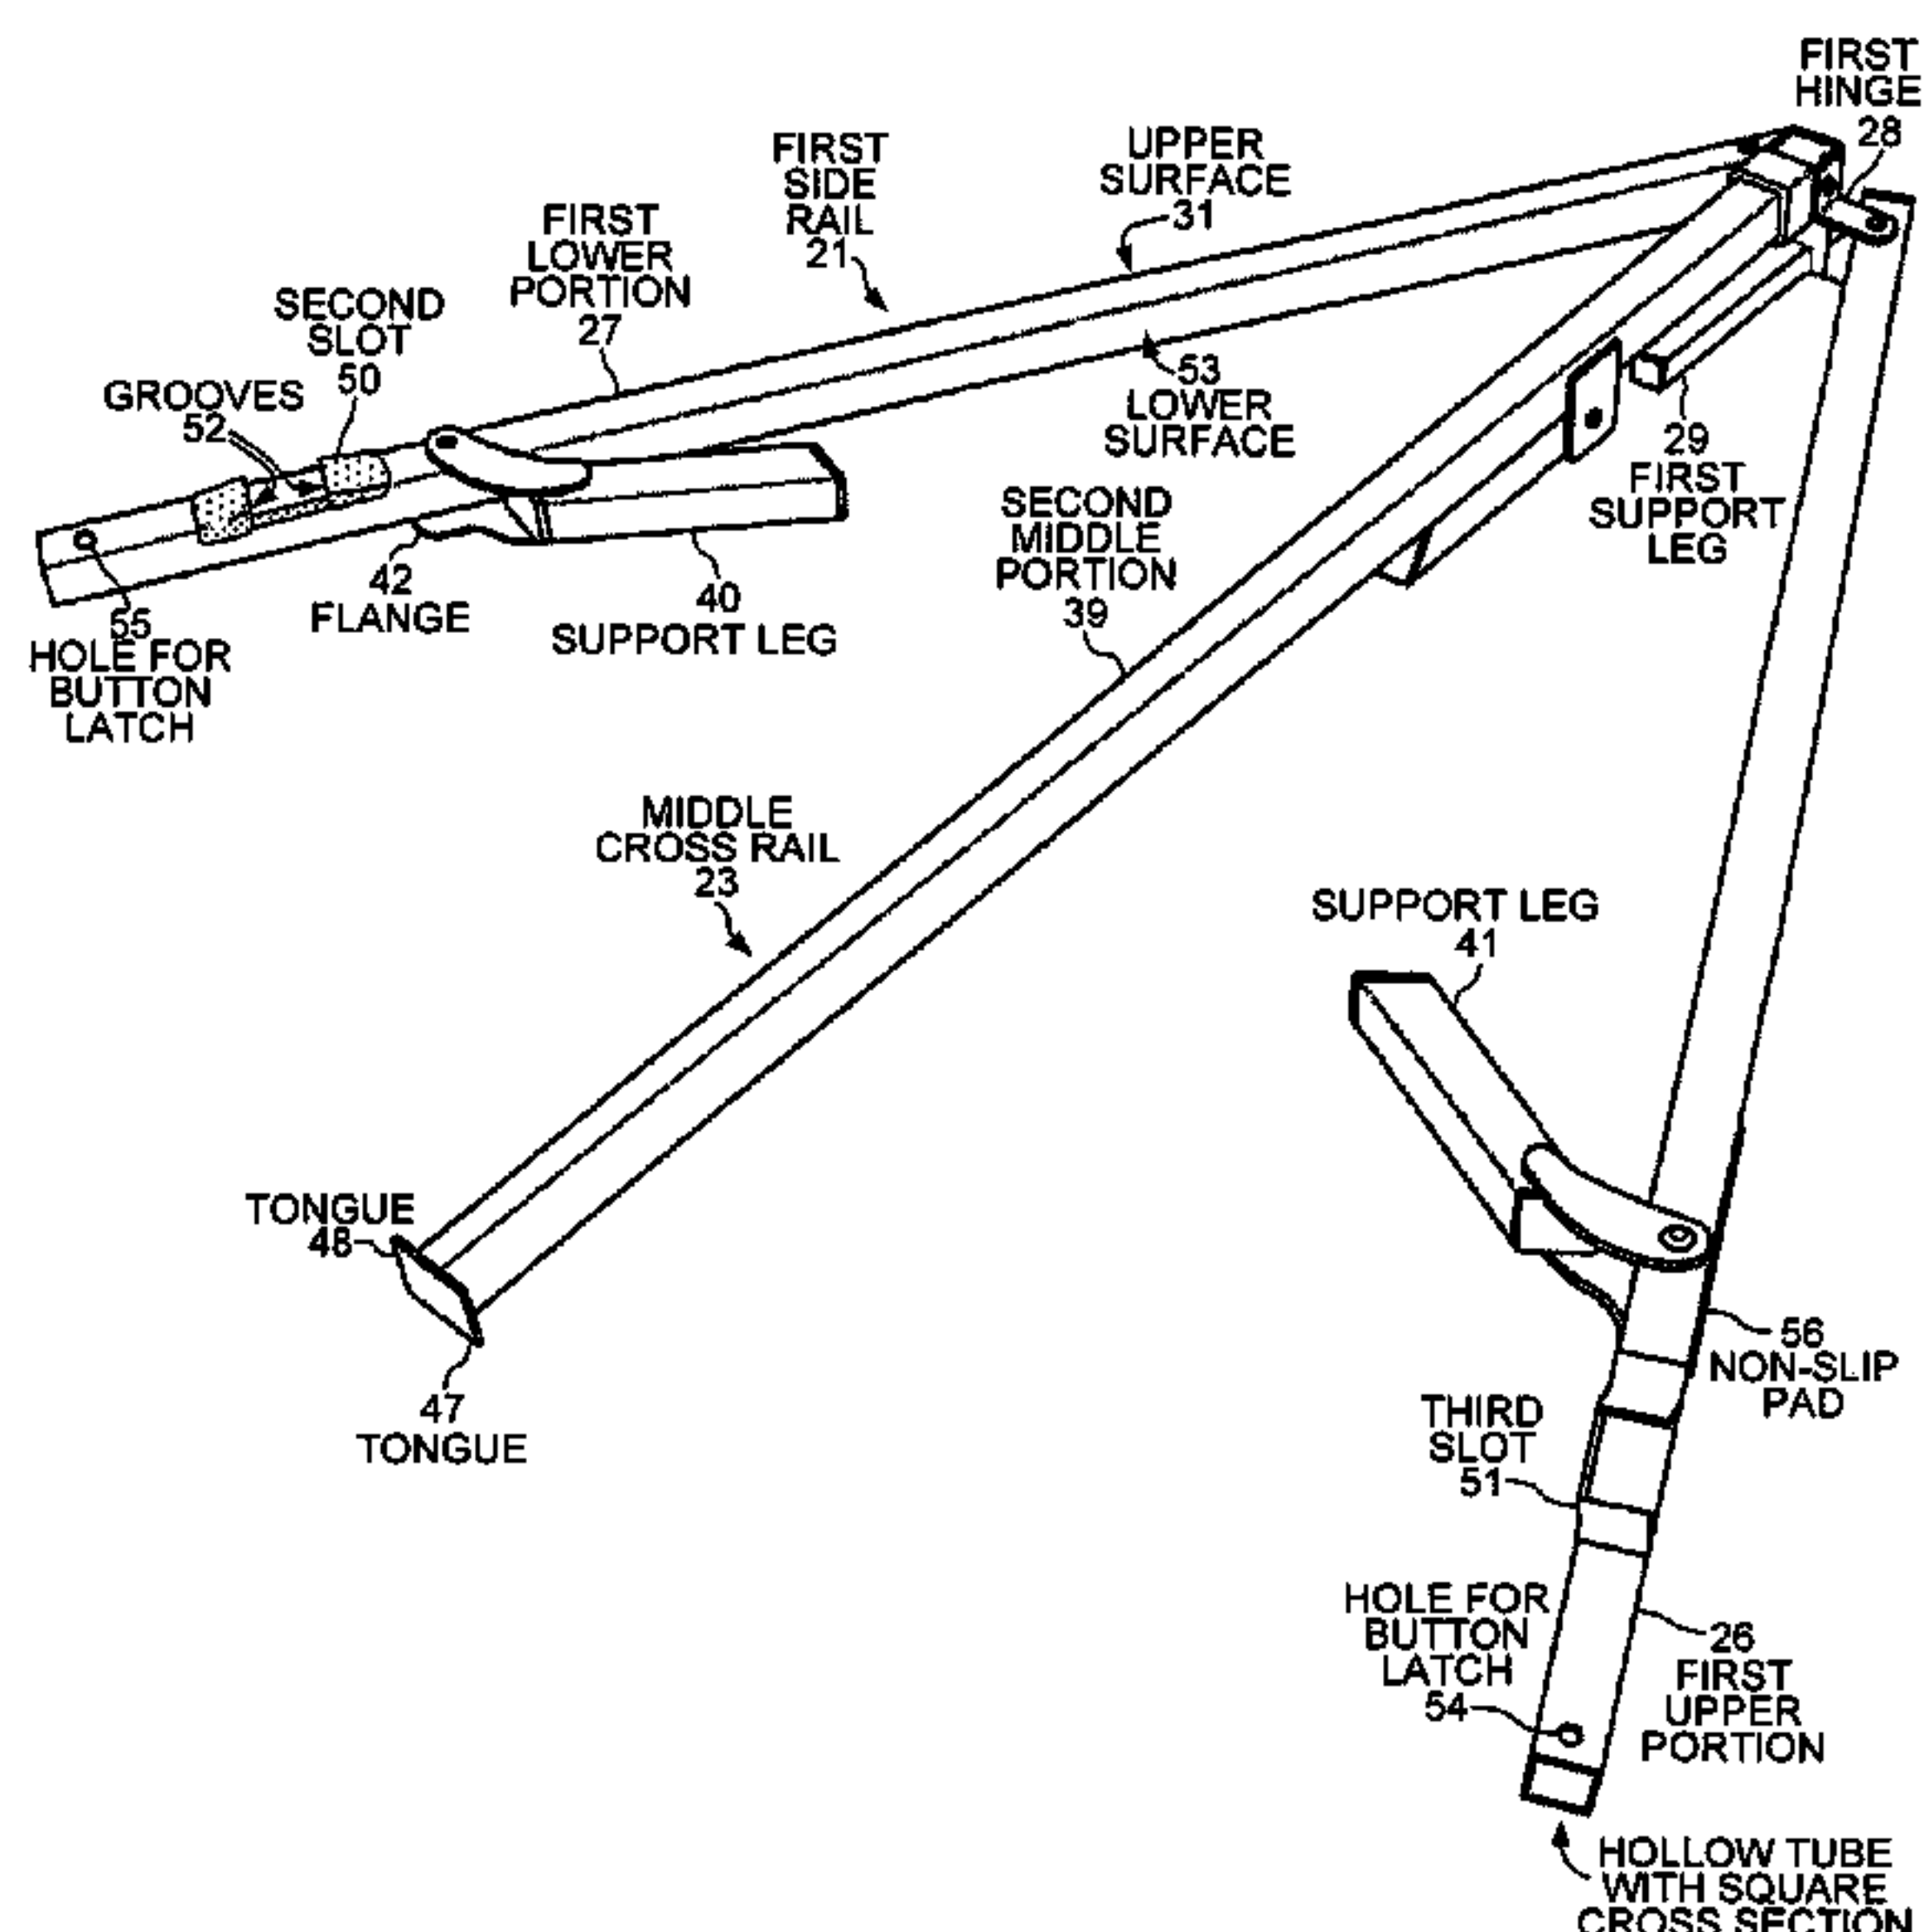 FIRST
HINGE
28
UPPER
SURFACE
31
FIRST
SIDE
RAIL
21
FIRST
LOWER
PORTION
27
SECOND
SLOT
50
GROOVES
52
53
LOWER
SURFACE
29
FIRST
SUPPORT
LEG
SECOND
MIDDLE
PORTION
39
42
FLANGE
40
SUPPORT LEG
55
HOLE FOR
BUTTON
LATCH
MIDDLE
CROSS RAIL
23
SUPPORT LEG
41
TONGUE
48
47
TONGUE
56
NON-SLIP
PAD
THIRD
SLOT
51
HOLE FOR
BUTTON
LATCH
54
26
FIRST
UPPER
PORTION
HOLLOW TUBE
WITH SQUARE
CROSS SECTION